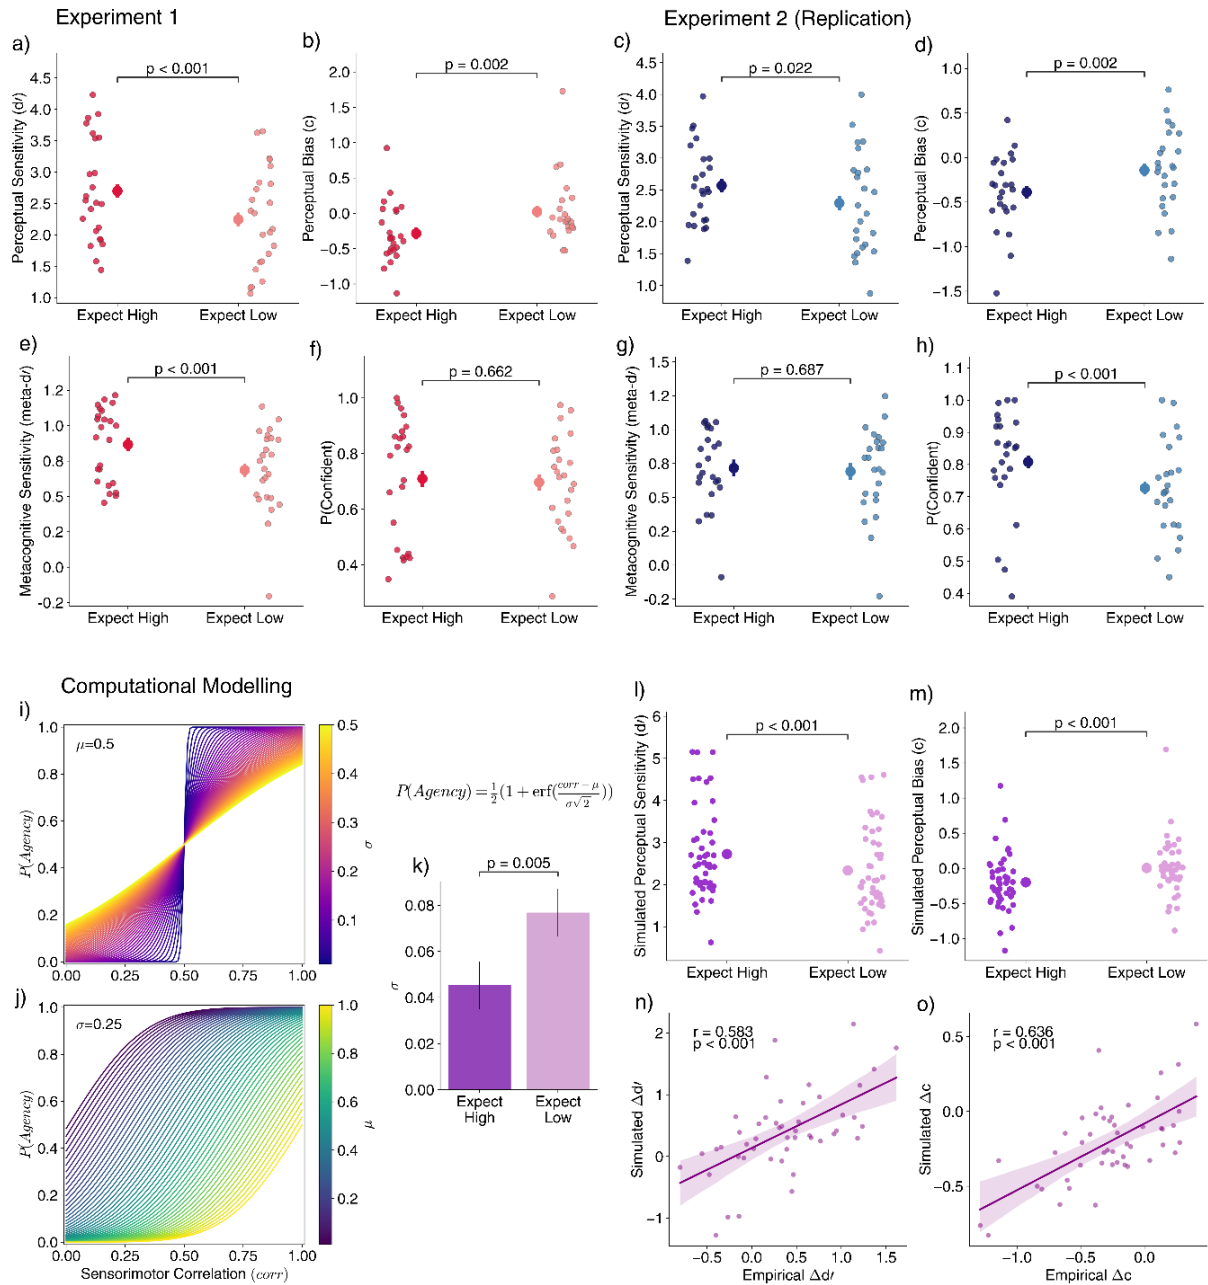 Experiment 1
Experiment 2 (Replication)
a)
p < 0.001
Perceptual Sensitivity (d′)
4.5
4.0
3.5
3.0
2.5
2.0
1.5
1.0
Expect High
Expect Low
b)
p = 0.002
Perceptual Bias (c)
2.0
1.5
1.0
0.5
0.0
−0.5
−1.0
Expect High
Expect Low
c)
p = 0.022
Perceptual Sensitivity (d′)
4.5
4.0
3.5
3.0
2.5
2.0
1.5
1.0
Expect High
Expect Low
d)
p = 0.002
Perceptual Bias (c)
1.0
0.5
0.0
−0.5
−1.0
−1.5
Expect High
Expect Low
e)
p < 0.001
Metacognitive Sensitivity (meta-d′)
1.2
1.0
0.8
0.5
0.2
0.0
-0.2
Expect High
Expect Low
f)
p = 0.662
P(Confident)
1.0
0.8
0.6
0.4
Expect High
Expect Low
g)
p = 0.687
Metacognitive Sensitivity (meta-d′)
1.5
1.2
1.0
0.8
0.5
0.2
0.0
-0.2
Expect High
Expect Low
h)
p < 0.001
P(Confident)
1.1
1.0
0.9
0.8
0.7
0.6
0.5
0.4
Expect High
Expect Low
Computational Modelling
i)
μ=0.5
P(Agency)
1.0
0.8
0.6
0.4
0.2
0.0
0.00
0.25
0.50
0.75
1.00
0.5
0.4
0.3
0.2
0.1
σ
P(Agency) = ½(1 + erf((corr − μ)/(σ√2)))
j)
σ=0.25
P(Agency)
1.0
0.8
0.6
0.4
0.2
0.0
0.00
0.25
0.50
0.75
1.00
Sensorimotor Correlation (corr)
1.0
0.8
0.6
0.4
0.2
μ
k)
p = 0.005
σ
0.08
0.06
0.04
0.02
0.00
Expect
High
Expect
Low
l)
p < 0.001
Simulated Perceptual Sensitivity (d′)
6
5
4
3
2
1
Expect High
Expect Low
m)
p < 0.001
Simulated Perceptual Bias (c)
2.0
1.5
1.0
0.5
0.0
−0.5
−1.0
Expect High
Expect Low
n)
r = 0.583
p < 0.001
Simulated Δd′
2
1
0
−1
−0.5
0.0
0.5
1.0
1.5
Empirical Δd′
o)
r = 0.636
p < 0.001
Simulated Δc
0.5
0.0
−0.5
−1.0
−0.5
0.0
Empirical Δc